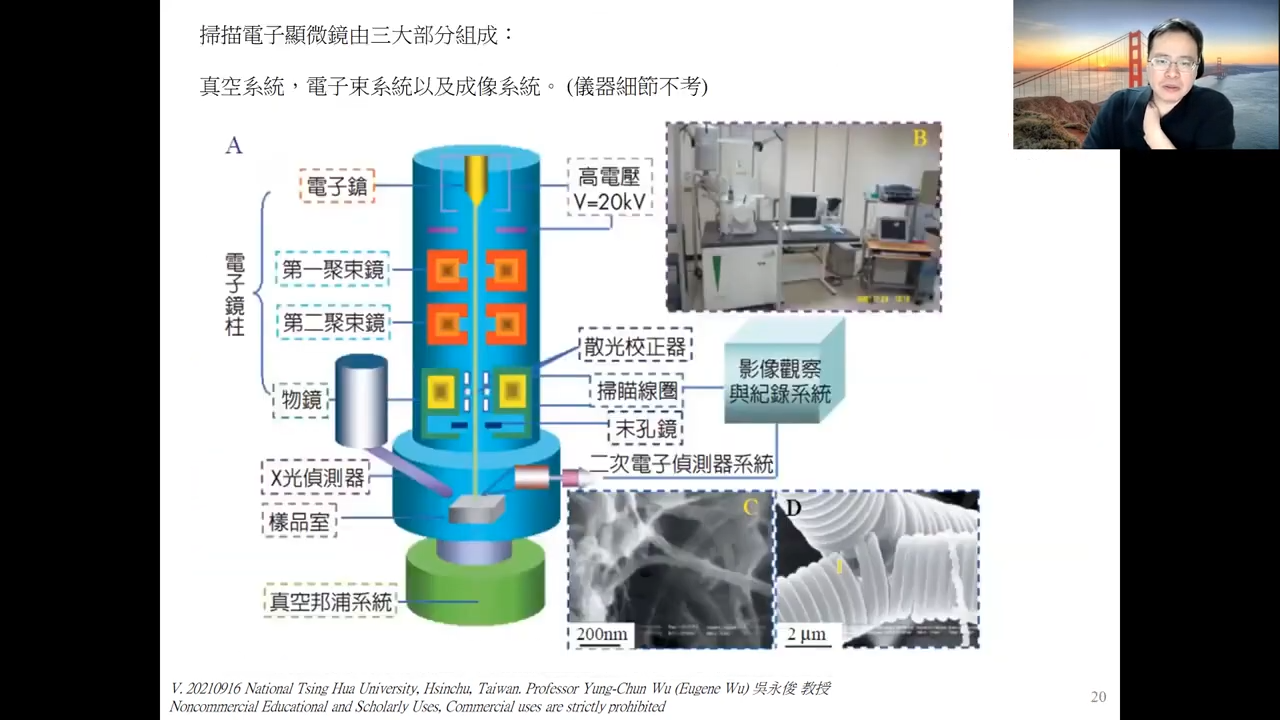 掃描電子顯微鏡由三大部分組成：
真空系統，電子束系統以及成像系統。 (儀器細節不考)
A
電子鎗
高電壓
V=20kV
電子鏡柱
第一聚束鏡
第二聚束鏡
散光校正器
物鏡
掃瞄線圈
末孔鏡
影像觀察
與紀錄系統
X光偵測器
二次電子偵測器系統
樣品室
真空邦浦系統
B
C
200nm
D
2 μm
V. 20210916 National Tsing Hua University, Hsinchu, Taiwan. Professor Yung-Chun Wu (Eugene Wu) 吳永俊 教授
Noncommercial Educational and Scholarly Uses, Commercial uses are strictly prohibited
20